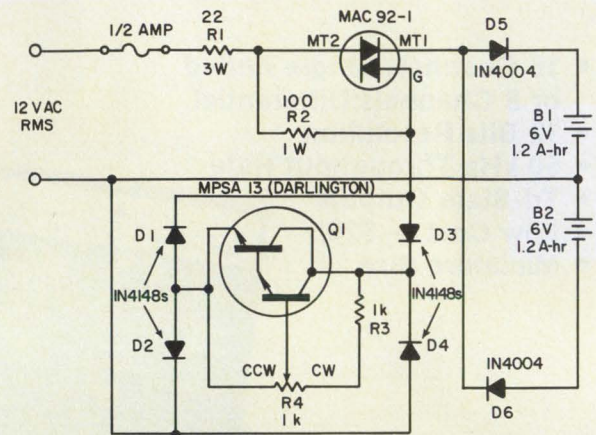 1/2 AMP
22
R1
3W
MAC 92-1
MT2
MT1
G
D5
IN4004
100
R2
1 W
12 VAC
RMS
B1
6V
1.2 A-hr
MPSA 13 (DARLINGTON)
Q1
B2
6V
1.2 A-hr
D1
IN4148s
D2
D3
IN4148s
D4
1k
R3
CCW
CW
R4
1 k
IN4004
D6